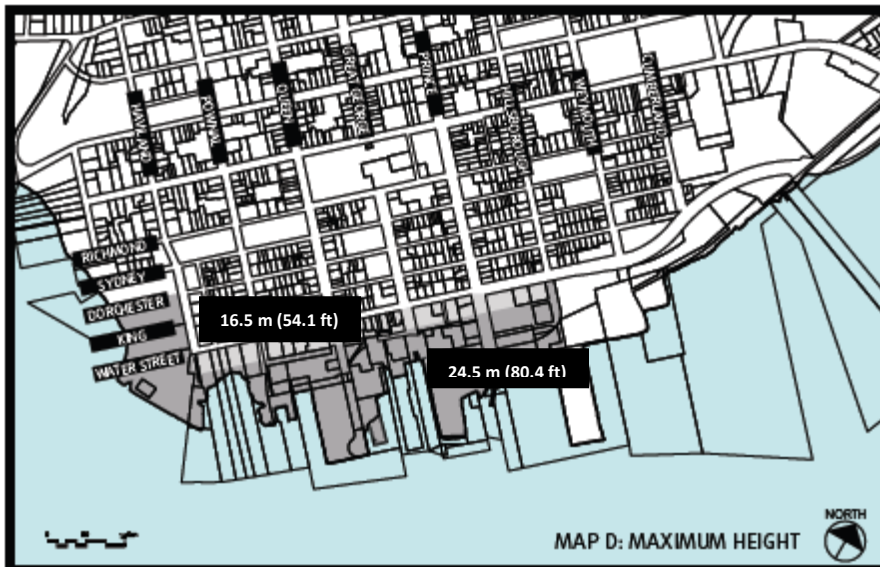 GREAT GEORGE
PRINCE
QUEEN
POWNAL
HAVILAND
HILLSBOROUGH
WEYMOUTH
CUMBERLAND
RICHMOND
SYDNEY
DORCHESTER
KING
WATER STREET
16.5 m (54.1 ft)
24.5 m (80.4 ft)
NORTH
MAP D: MAXIMUM HEIGHT